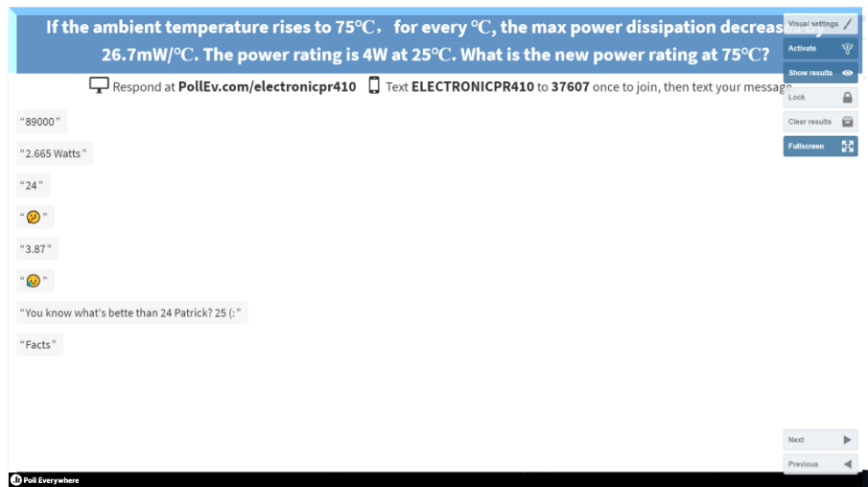 If the ambient temperature rises to 75℃, for every ℃, the max power dissipation decreases by
26.7mW/℃. The power rating is 4W at 25℃. What is the new power rating at 75℃?
Respond at PollEv.com/electronicpr410 Text ELECTRONICPR410 to 37607 once to join, then text your message
"89000"
"2.665 Watts"
"24"
"🫤"
"3.87"
"😥"
"You know what's bette than 24 Patrick? 25 (:"
"Facts"
Visual settings
Activate
Show results
Lock
Clear results
Fullscreen
Next
Previous
Poll Everywhere